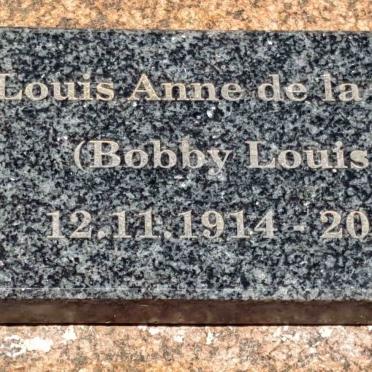 Louis Anne de la
(Bobby Louis
12.11.1914 - 20